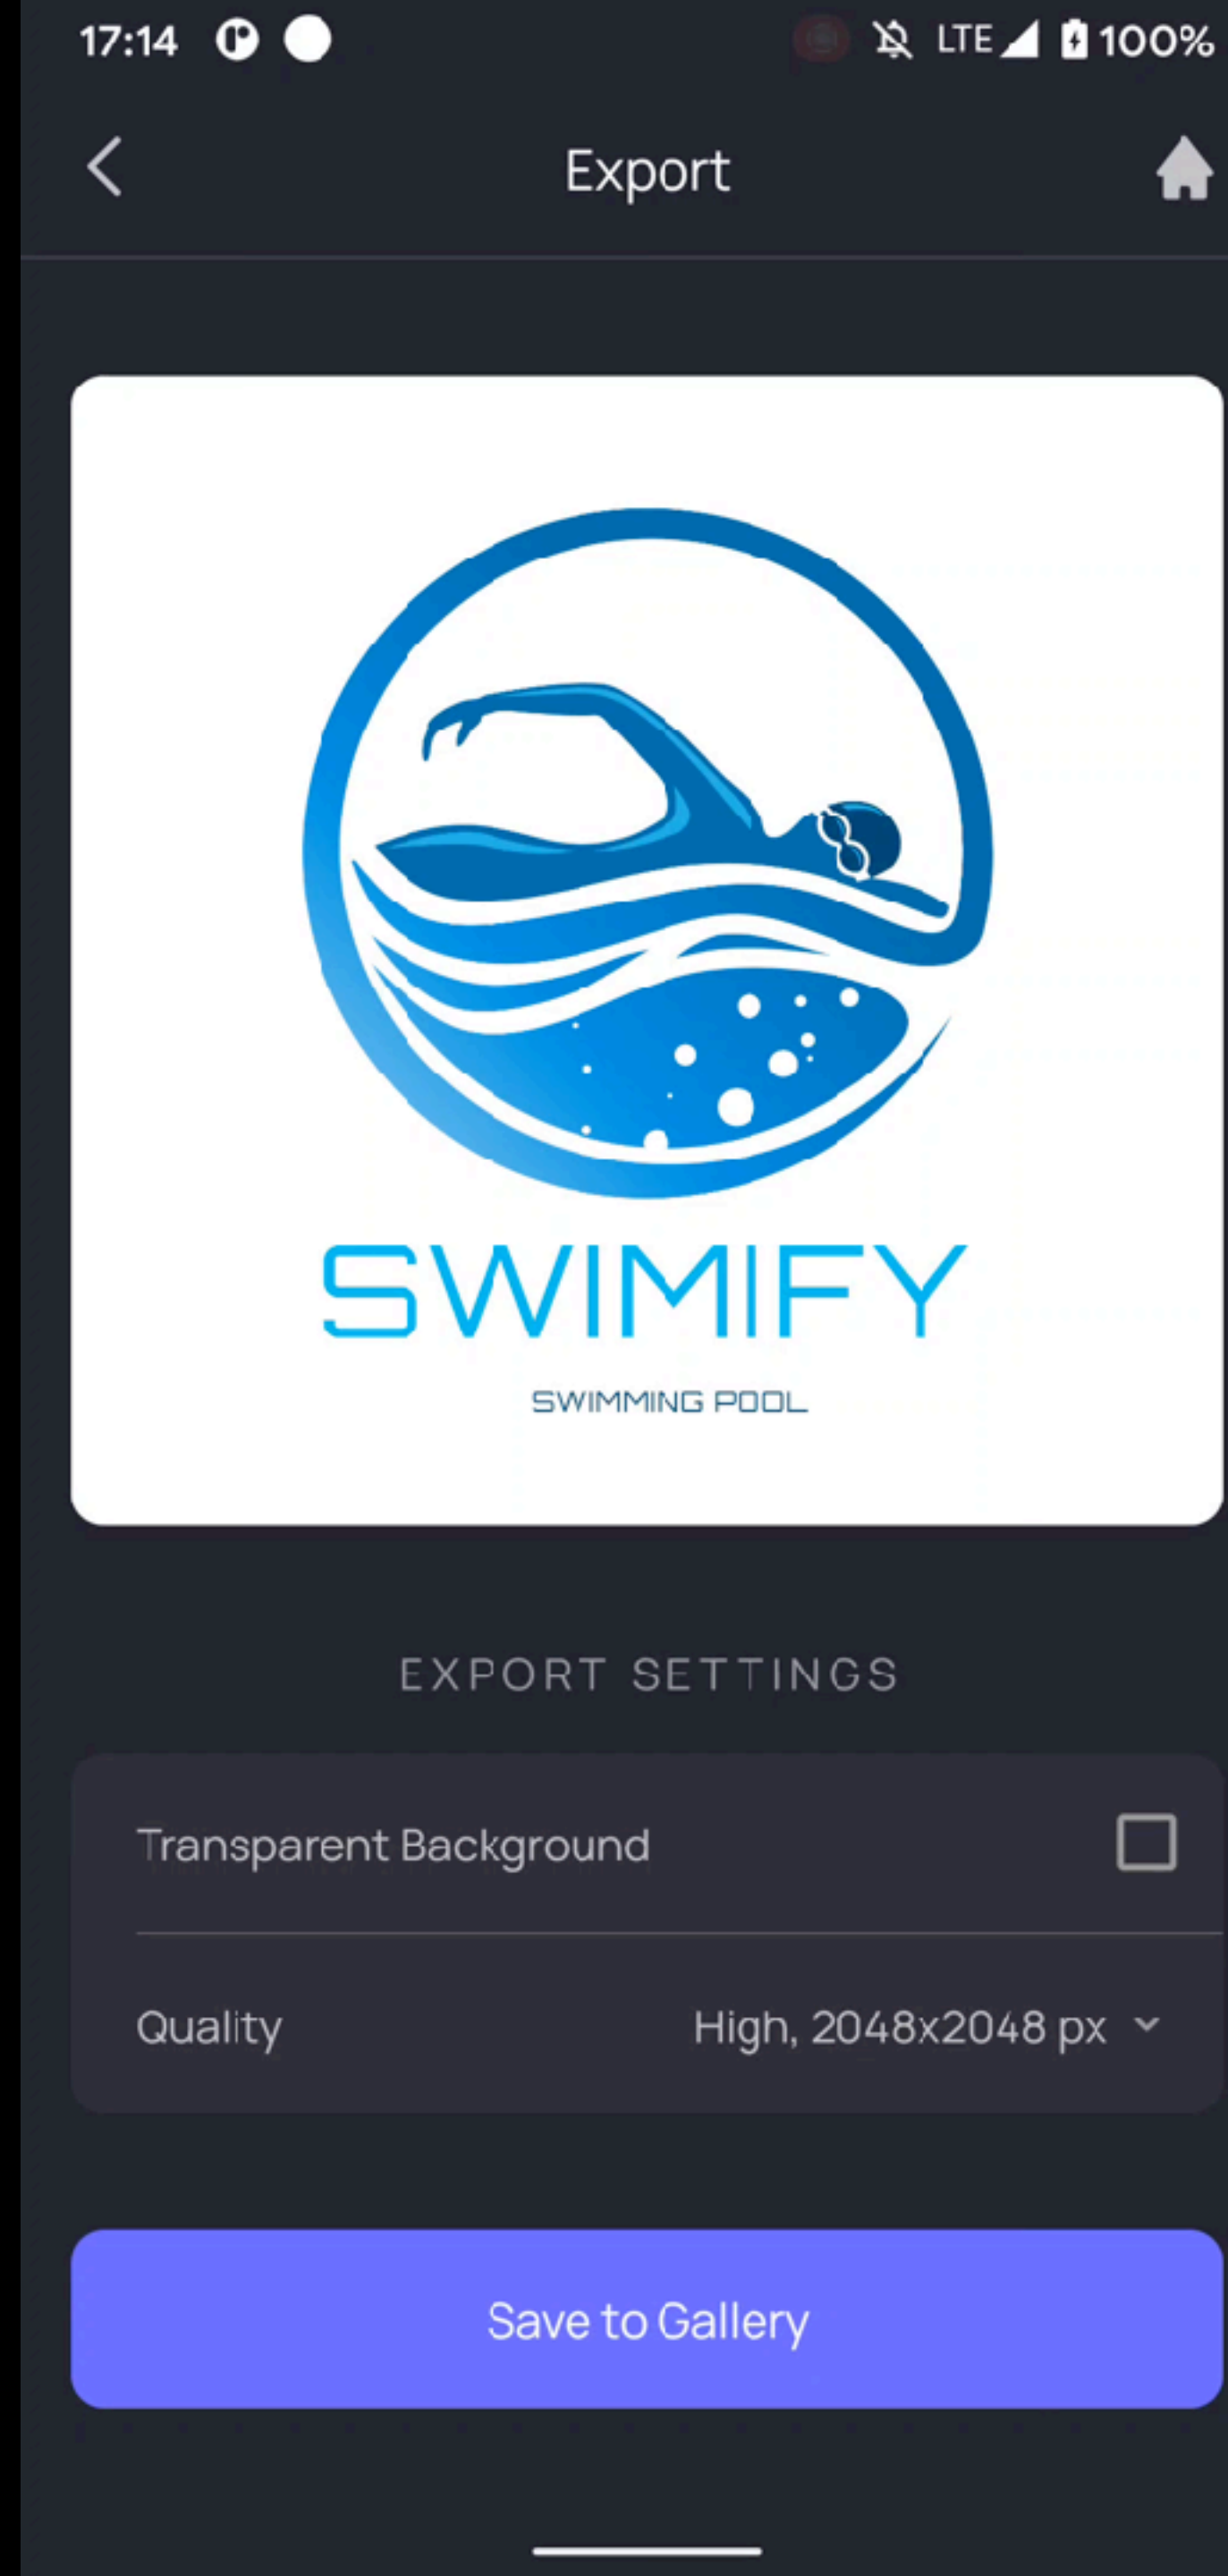 17:14 LTE 100%
Export
SWIMIFY
SWIMMING POOL
EXPORT SETTINGS
Transparent Background
Quality High, 2048x2048 px
Save to Gallery